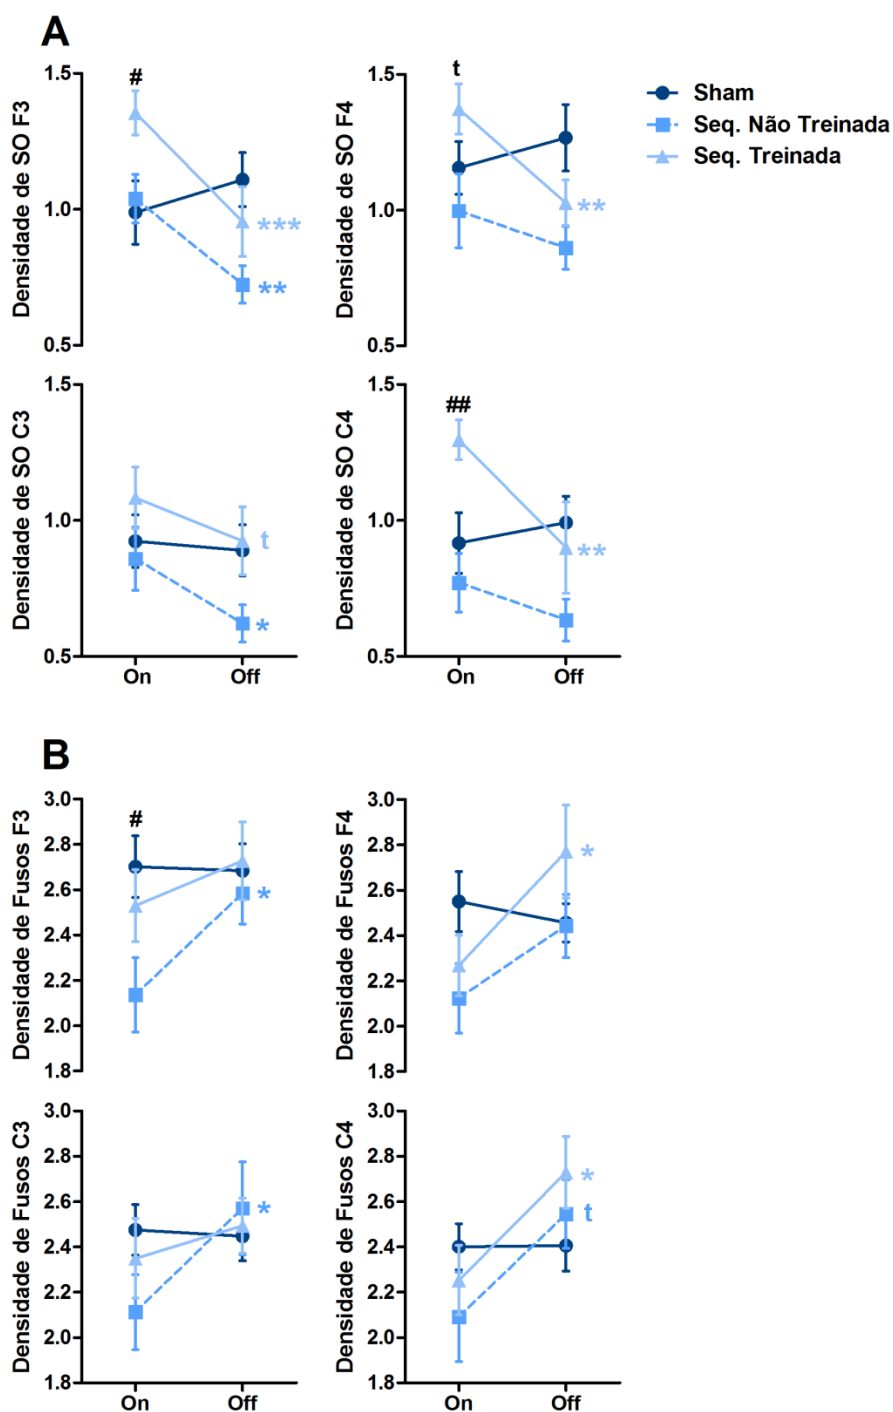 A
Densidade de SO F3
1.5
1.0
0.5
#
***
**
Densidade de SO F4
1.5
1.0
0.5
t
**
Sham
Seq. Não Treinada
Seq. Treinada
Densidade de SO C3
1.5
1.0
0.5
t
*
On
Off
Densidade de SO C4
1.5
1.0
0.5
##
**
On
Off
B
Densidade de Fusos F3
3.0
2.8
2.6
2.4
2.2
2.0
1.8
#
*
Densidade de Fusos F4
3.0
2.8
2.6
2.4
2.2
2.0
1.8
*
Densidade de Fusos C3
3.0
2.8
2.6
2.4
2.2
2.0
1.8
*
On
Off
Densidade de Fusos C4
3.0
2.8
2.6
2.4
2.2
2.0
1.8
*
t
On
Off